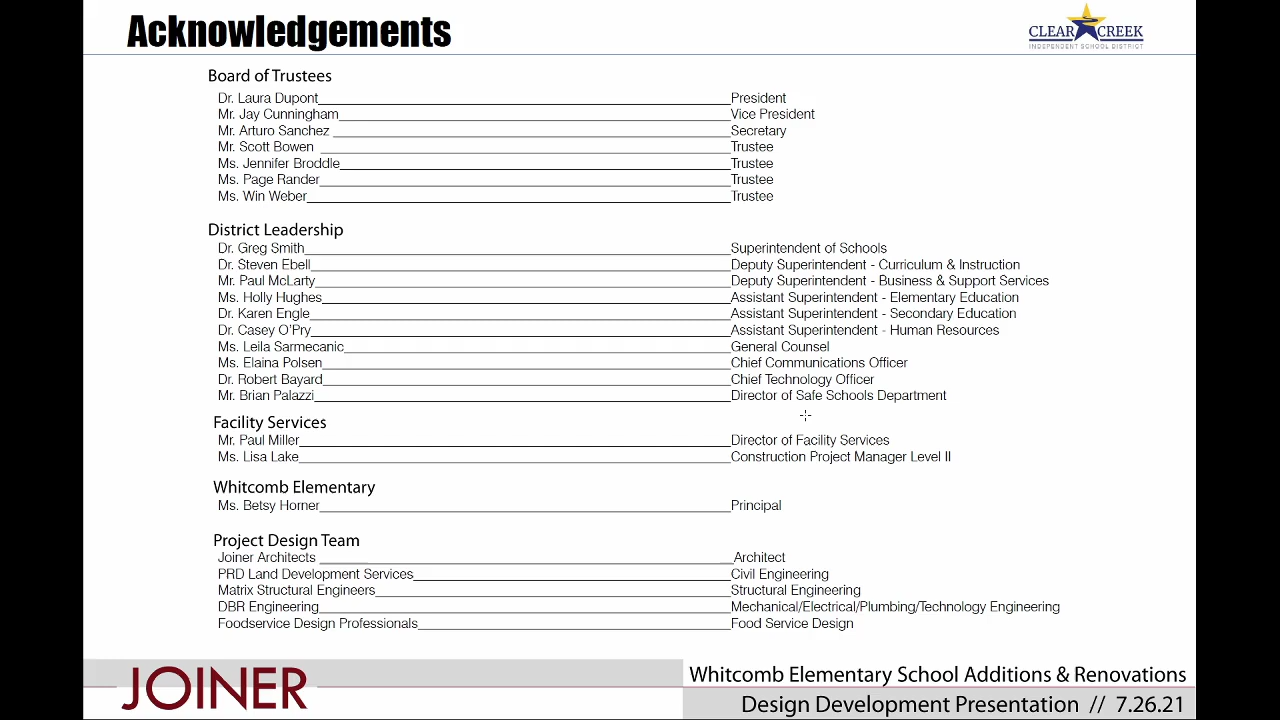 Acknowledgements
CLEAR CREEK
INDEPENDENT SCHOOL DISTRICT
Board of Trustees
Dr. Laura Dupont President
Mr. Jay Cunningham Vice President
Mr. Arturo Sanchez Secretary
Mr. Scott Bowen Trustee
Ms. Jennifer Broddle Trustee
Ms. Page Rander Trustee
Ms. Win Weber Trustee
District Leadership
Dr. Greg Smith Superintendent of Schools
Dr. Steven Ebell Deputy Superintendent - Curriculum & Instruction
Mr. Paul McLarty Deputy Superintendent - Business & Support Services
Ms. Holly Hughes Assistant Superintendent - Elementary Education
Dr. Karen Engle Assistant Superintendent - Secondary Education
Dr. Casey O'Pry Assistant Superintendent - Human Resources
Ms. Leila Sarmecanic General Counsel
Ms. Elaina Polsen Chief Communications Officer
Dr. Robert Bayard Chief Technology Officer
Mr. Brian Palazzi Director of Safe Schools Department
Facility Services
Mr. Paul Miller Director of Facility Services
Ms. Lisa Lake Construction Project Manager Level II
Whitcomb Elementary
Ms. Betsy Horner Principal
Project Design Team
Joiner Architects Architect
PRD Land Development Services Civil Engineering
Matrix Structural Engineers Structural Engineering
DBR Engineering Mechanical/Electrical/Plumbing/Technology Engineering
Foodservice Design Professionals Food Service Design
JOINER
Whitcomb Elementary School Additions & Renovations
Design Development Presentation // 7.26.21